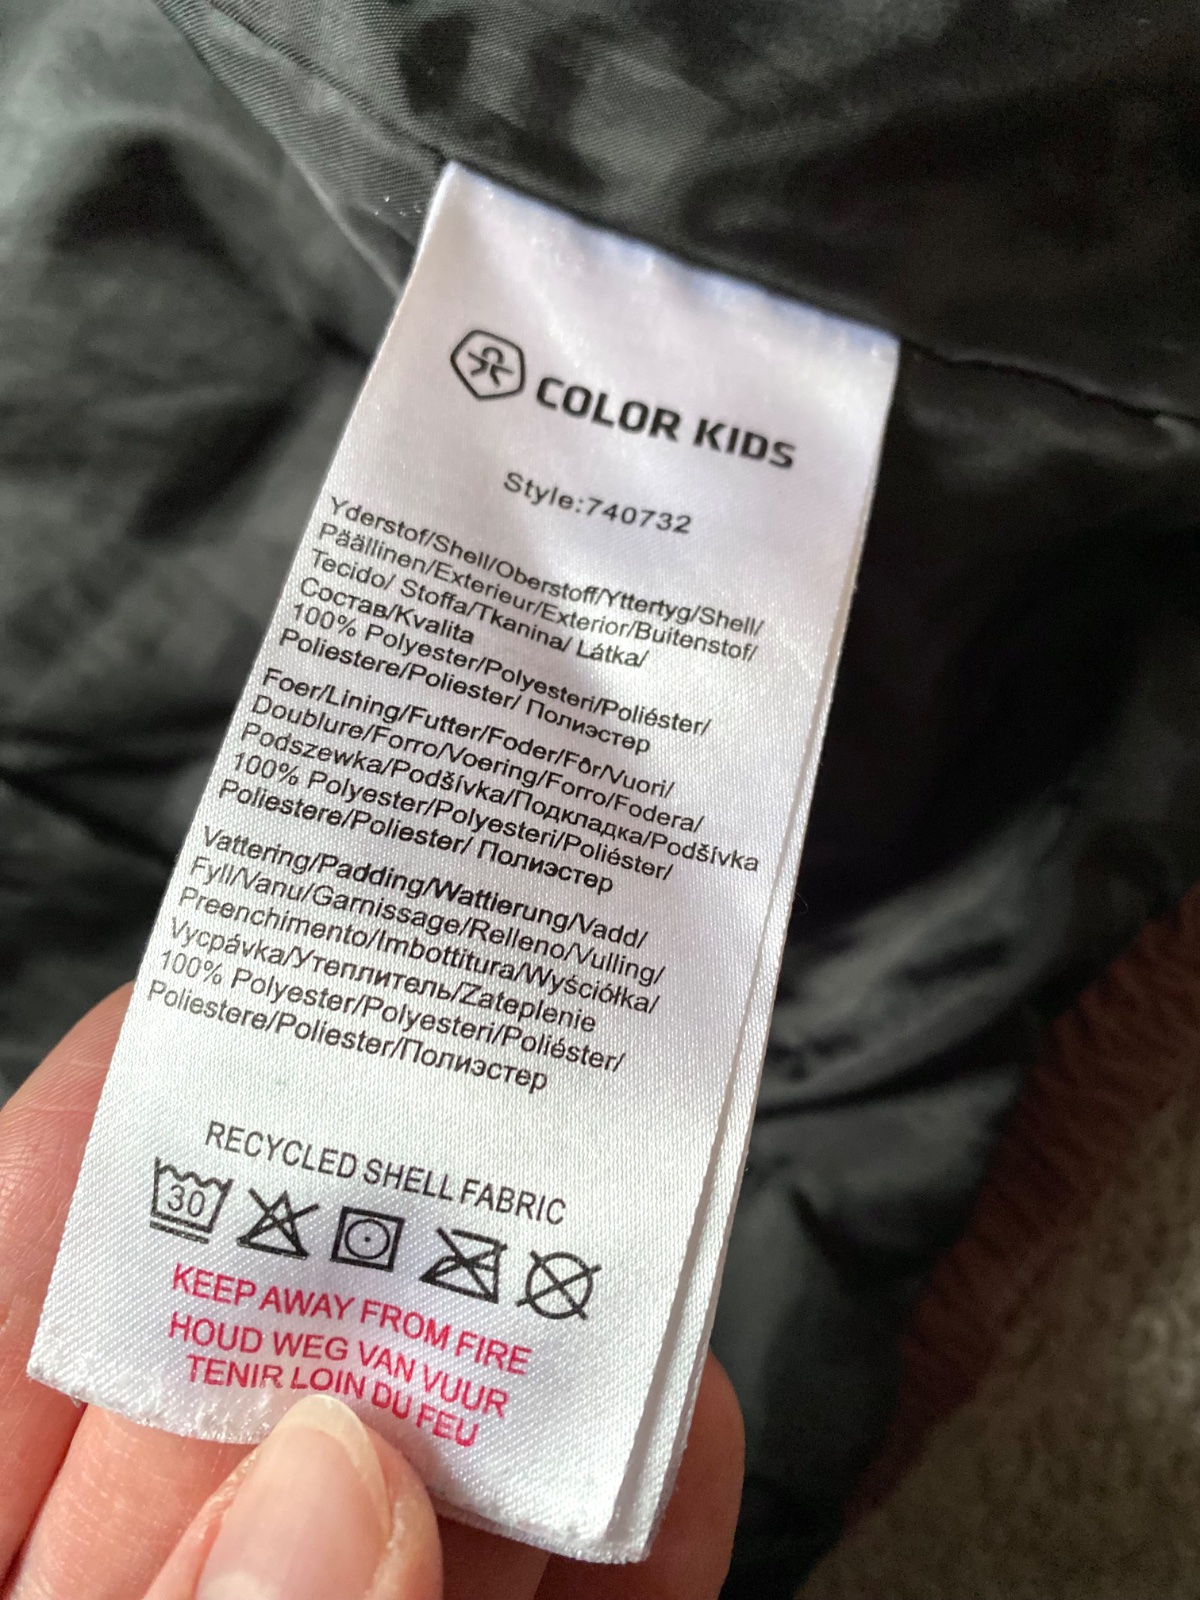 COLOR KIDS
Style:740732
Yderstof/Shell/Oberstoff/Yttertyg/Shell/
Päällinen/Exterieur/Exterior/Buitenstof/
Tecido/ Stoffa/Tkanina/ Látka/
Состав/Kvalita
100% Polyester/Polyesteri/Poliéster/
Poliestere/Poliester/ Полиэстер
Foer/Lining/Futter/Foder/Fôr/Vuori/
Doublure/Forro/Voering/Forro/Fodera/
Podszewka/Podšívka/Подкладка/Podšívka
100% Polyester/Polyesteri/Poliéster/
Poliestere/Poliester/ Полиэстер
Vattering/Padding/Wattierung/Vadd/
Fyll/Vanu/Garnissage/Relleno/Vulling/
Preenchimento/Imbottitura/Wyściółka/
Vycpávka/Утеплитель/Zateplenie
100% Polyester/Polyesteri/Poliéster/
Poliestere/Poliester/Полиэстер
RECYCLED SHELL FABRIC
30
KEEP AWAY FROM FIRE
HOUD WEG VAN VUUR
TENIR LOIN DU FEU